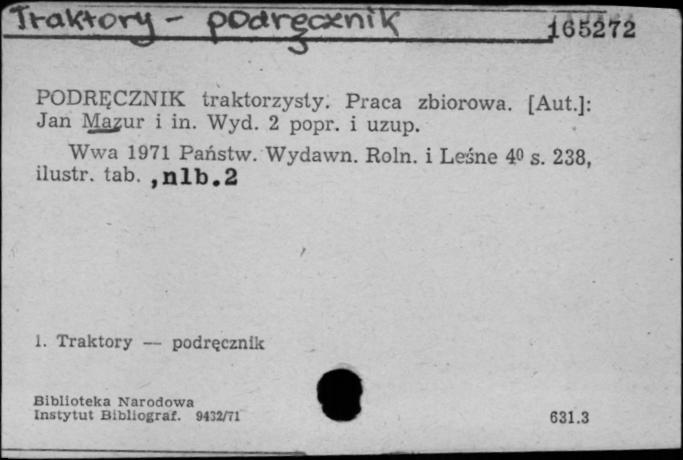 Traktory - podręcznik
165272
PODRĘCZNIK traktorzysty. Praca zbiorowa. [Aut.]:
Jan Mazur i in. Wyd. 2 popr. i uzup.
Wwa 1971 Państw. Wydawn. Roln. i Leśne 4⁰ s. 238,
ilustr. tab. ,nlb.2
1. Traktory — podręcznik
Biblioteka Narodowa
Instytut Bibliograf. 9432/71
631.3